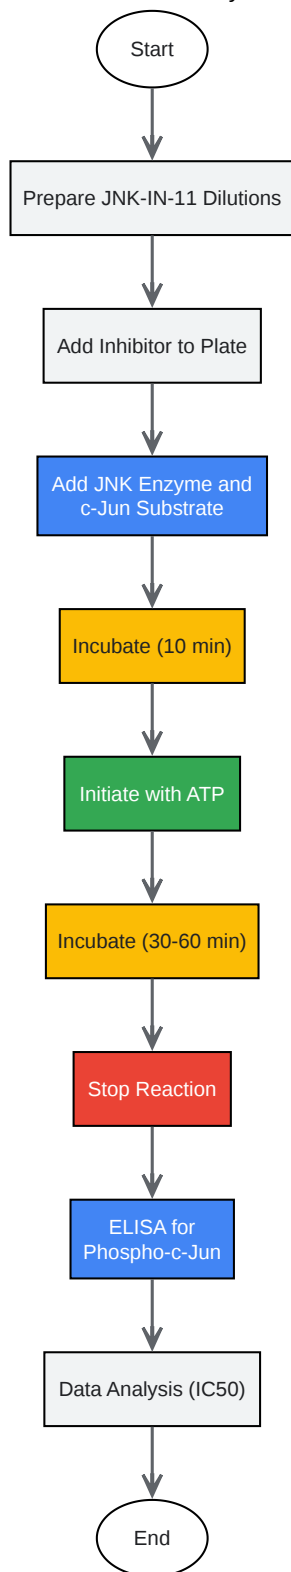 Start
Prepare JNK-IN-11 Dilutions
Add Inhibitor to Plate
Add JNK Enzyme and
c-Jun Substrate
Incubate (10 min)
Initiate with ATP
Incubate (30-60 min)
Stop Reaction
ELISA for
Phospho-c-Jun
Data Analysis (IC50)
End